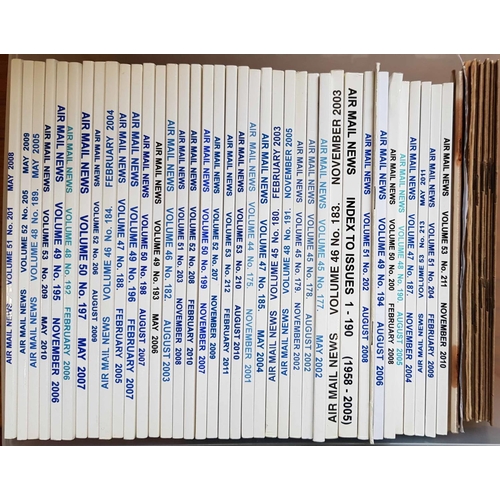 AIR MAIL NEWS VOLUME 51 No. 201 MAY 2008
AIR MAIL NEWS VOLUME 52 No. 205 MAY 2009
AIR MAIL NEWS VOLUME 48 No. 189. MAY 2005
AIR MAIL NEWS VOLUME 53 No. 209 MAY 2010
AIR MAIL NEWS VOLUME 49 No. 195 NOVEMBER 2006
AIR MAIL NEWS VOLUME 48 No. 192 FEBRUARY 2006
AIR MAIL NEWS VOLUME 50 No. 197 MAY 2007
AIR MAIL NEWS VOLUME 52 No. 206 AUGUST 2009
AIR MAIL NEWS VOLUME 46 No. 184. FEBRUARY 2004
AIR MAIL NEWS VOLUME 47 No. 188. FEBRUARY 2005
AIR MAIL NEWS VOLUME 49 No. 196 FEBRUARY 2007
AIR MAIL NEWS VOLUME 50 No. 198 AUGUST 2007
AIR MAIL NEWS VOLUME 49 No. 193 MAY 2006
AIR MAIL NEWS VOLUME 46 No. 182. AUGUST 2003
AIR MAIL NEWS VOLUME 51 No. 203 NOVEMBER 2008
AIR MAIL NEWS VOLUME 52 No. 208 FEBRUARY 2010
AIR MAIL NEWS VOLUME 50 No. 199 NOVEMBER 2007
AIR MAIL NEWS VOLUME 52 No. 207 NOVEMBER 2009
AIR MAIL NEWS VOLUME 53 No. 212 FEBRUARY 2011
AIR MAIL NEWS VOLUME 53 No. 210 AUGUST 2010
AIR MAIL NEWS VOLUME 44 No. 175. NOVEMBER 2001
AIR MAIL NEWS VOLUME 47 No. 185. MAY 2004
AIR MAIL NEWS VOLUME 45 No. 180. FEBRUARY 2003
AIR MAIL NEWS VOLUME 48 No. 191. NOVEMBER 2005
AIR MAIL NEWS VOLUME 45 No. 179. NOVEMBER 2002
AIR MAIL NEWS VOLUME 45 No. 178. AUGUST 2002
AIR MAIL NEWS VOLUME 45 No. 177. MAY 2002
AIR MAIL NEWS VOLUME 46 No. 183. NOVEMBER 2003
AIR MAIL NEWS INDEX TO ISSUES 1 - 190 (1958 - 2005)
AIR MAIL NEWS VOLUME 51 No. 202 AUGUST 2008
AIR MAIL NEWS VOLUME 49 No. 194 AUGUST 2006
AIR MAIL NEWS VOLUME 50 No. 200 FEBRUARY 2008
AIR MAIL NEWS VOLUME 48 No. 190. AUGUST 2005
AIR MAIL NEWS VOLUME 47 No. 187. NOVEMBER 2004
AIR MAIL NEWS
AIR MAIL NEWS VOLUME 51 No. 204 FEBRUARY 2009
AIR MAIL NEWS VOLUME 53 No. 211 NOVEMBER 2010